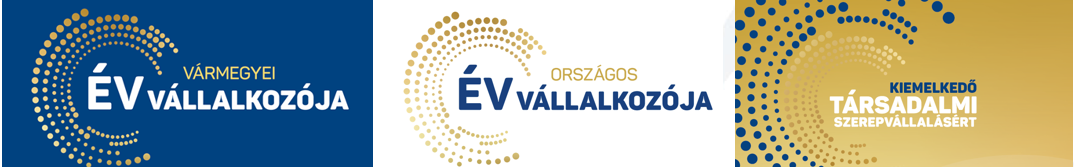 VÁRMEGYEI
ÉV VÁLLALKOZÓJA
ORSZÁGOS
ÉV VÁLLALKOZÓJA
KIEMELKEDŐ
TÁRSADALMI
SZEREPVÁLLALÁSÉRT